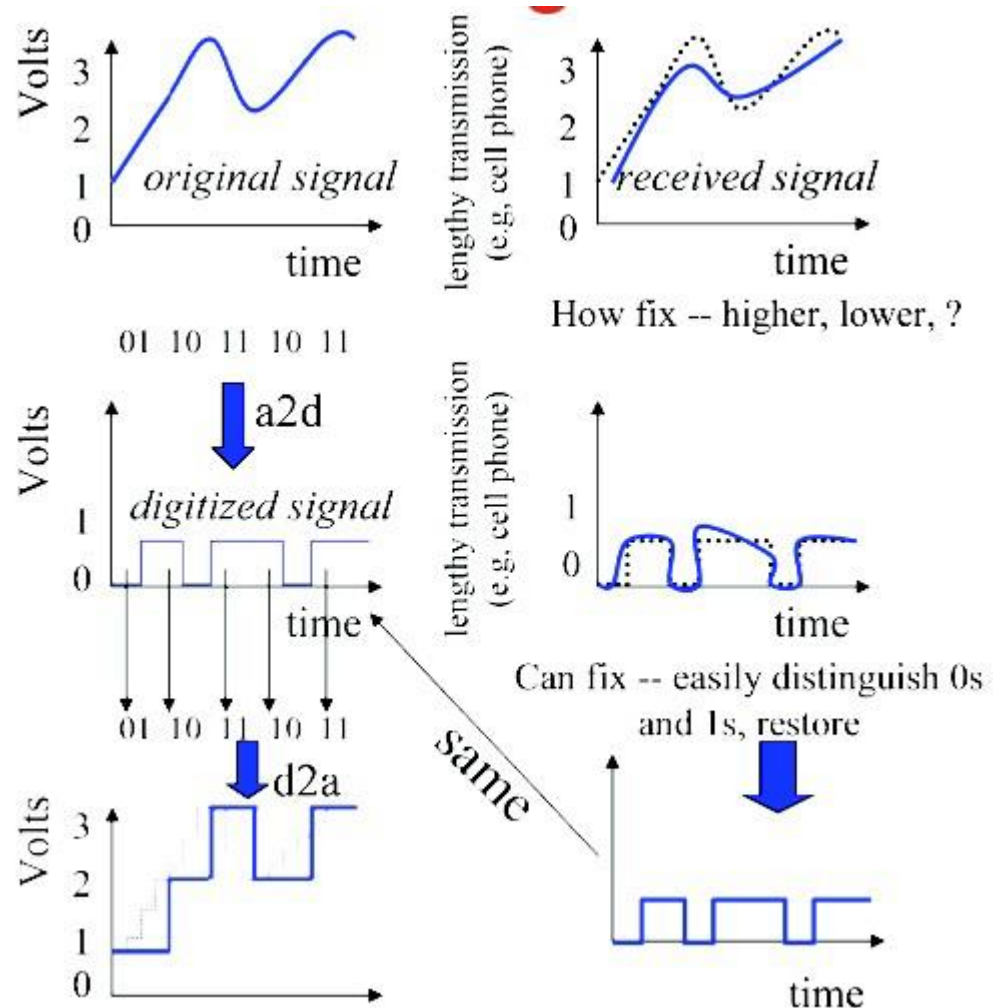 Volts
3
2
1
0
original signal
time
lengthy transmission
(e.g. cell phone)
3
2
1
0
received signal
time
How fix -- higher, lower, ?
01 10 11 10 11
a2d
Volts
1
0
digitized signal
time
lengthy transmission
(e.g. cell phone)
1
0
time
Can fix -- easily distinguish 0s
and 1s, restore
01 10 11 10 11
d2a
same
Volts
3
2
1
0
time